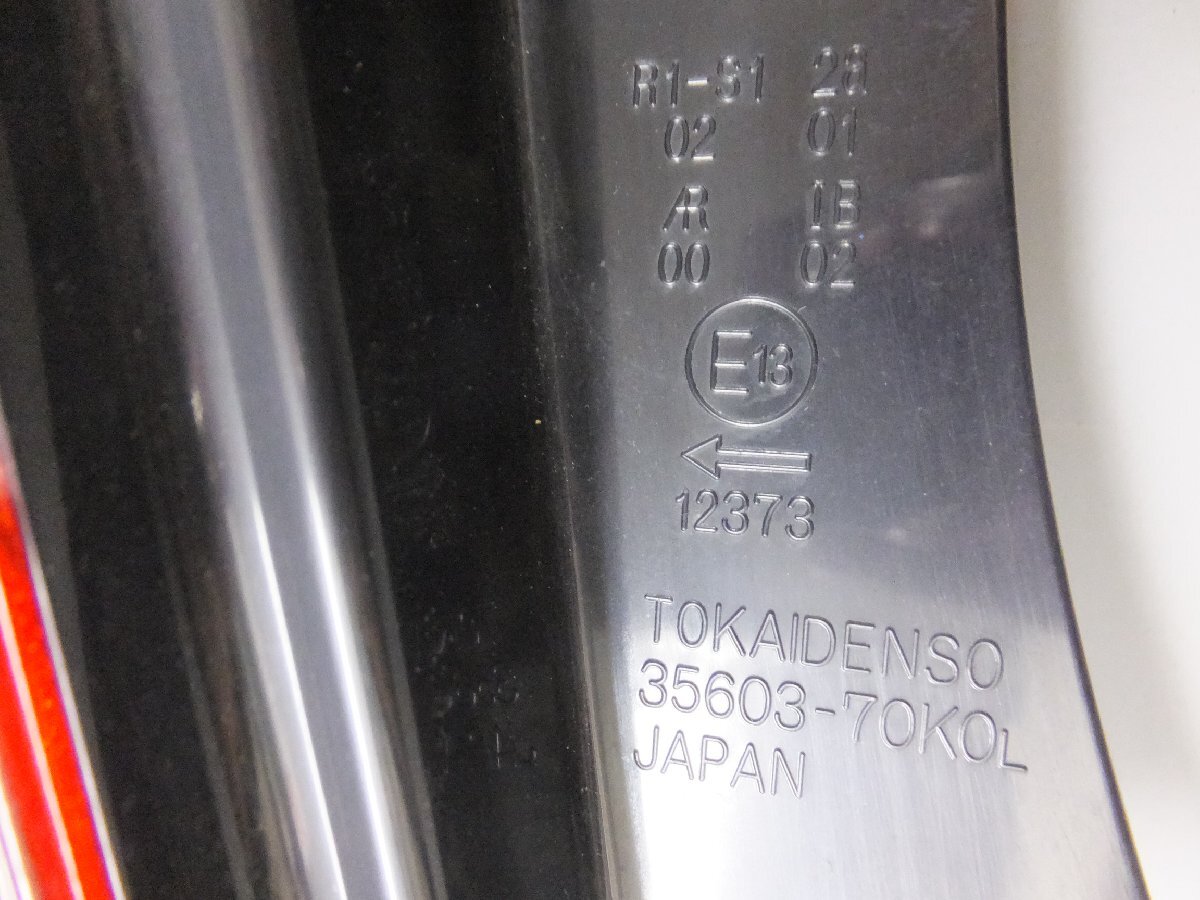 R1-S1 2a
02 01
AR IB
00 02
E13
←
12373
TOKAIDENSO
35603-70K0L
JAPAN